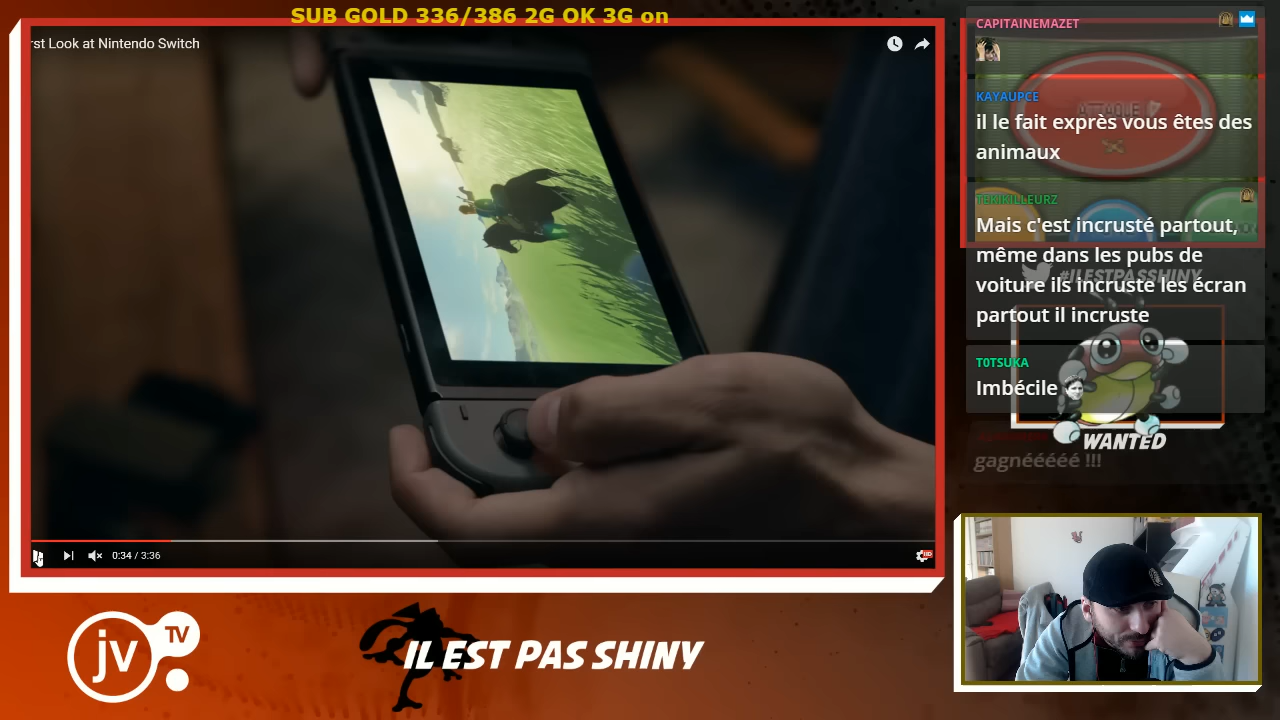 SUB GOLD 336/386 2G OK 3G on
rst Look at Nintendo Switch
0:34 / 3:36
HD
jv
TV
IL EST PAS SHINY
CAPITAINEMAZET
KAYAUPCE
il le fait exprès vous êtes des
animaux
Mais c'est incrusté partout,
même dans les pubs de
voiture ils incruste les écran
partout il incruste
#ILESTPASSHINY
T0TSUKA
Imbécile
WANTED
gagnééééé !!!